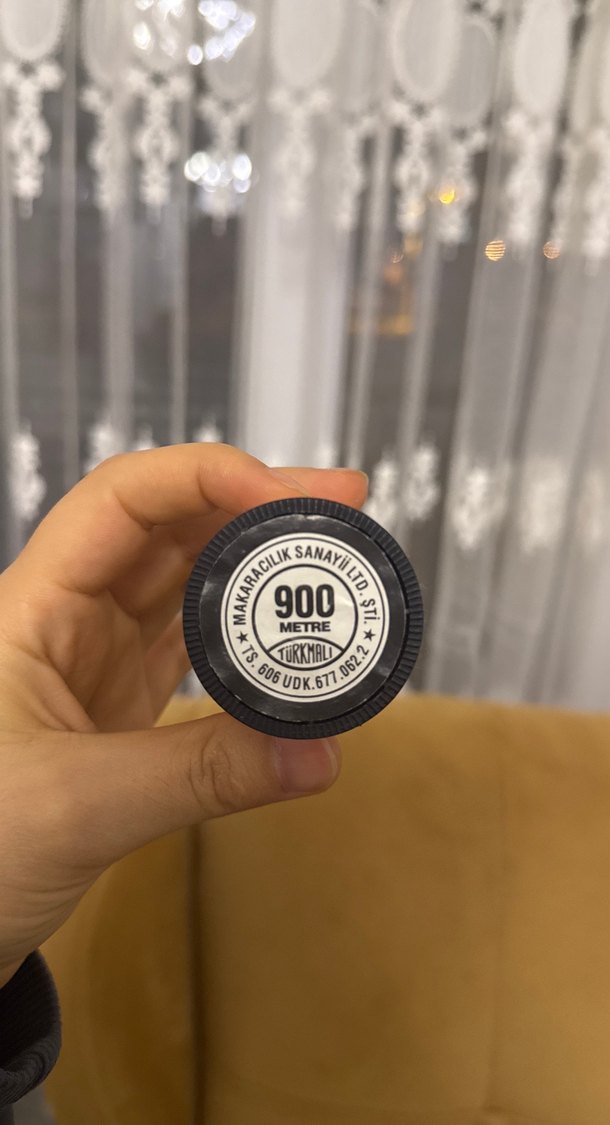 MAKARACILIK SANAYİİ LTD. ŞTİ.
900
METRE
TÜRKMALI
★ TS. 606 UDK.677.062.2 ★